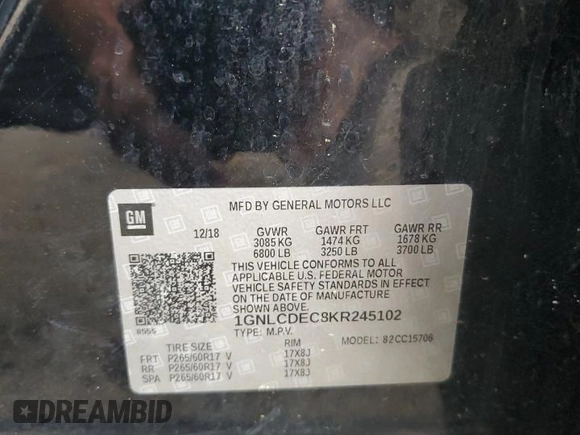 GM
MFD BY GENERAL MOTORS LLC
12/18 GVWR GAWR FRT GAWR RR
3085 KG 1474 KG 1678 KG
6800 LB 3250 LB 3700 LB
THIS VEHICLE CONFORMS TO ALL
APPLICABLE U.S. FEDERAL MOTOR
VEHICLE SAFETY STANDARDS IN EFFECT
ON THE DATE OF MANUFACTURE
SHOWN ABOVE.
1GNLCDEC8KR245102
TYPE: M.P.V.
TIRE SIZE RIM MODEL: 82CC15706
FRT P265/60R17 V 17X8J
RR P265/60R17 V 17X8J
SPA P265/60R17 V 17X8J
DREAMBID